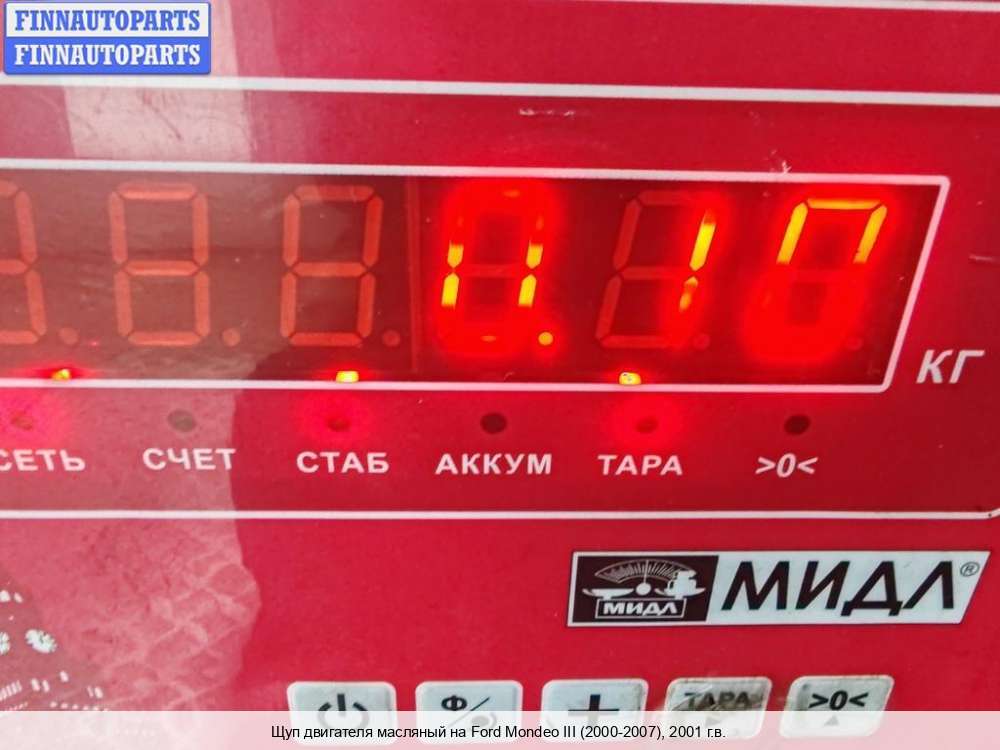 FINNAUTOPARTS
FINNAUTOPARTS
0.10
КГ
СЕТЬ СЧЕТ СТАБ АККУМ ТАРА >0<
МИДЛ МИДЛ®
Ф + ТАРА >0<
Щуп двигателя масляный на Ford Mondeo III (2000-2007), 2001 г.в.